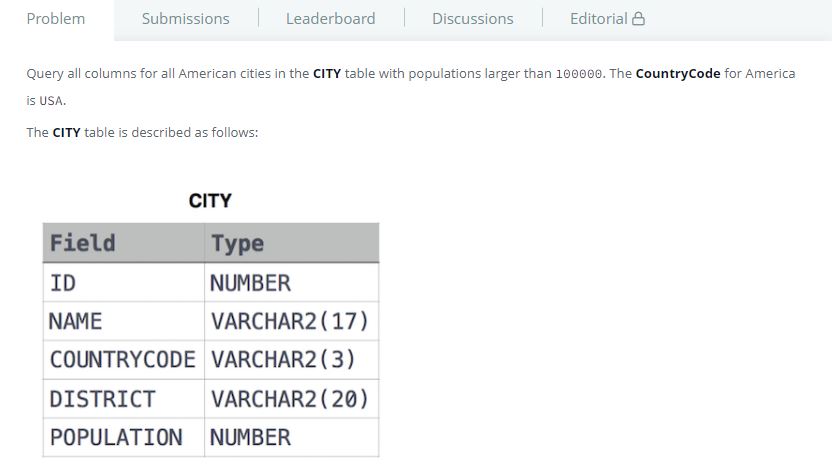 Problem Submissions Leaderboard Discussions Editorial
Query all columns for all American cities in the CITY table with populations larger than 100000. The CountryCode for America
is USA.
The CITY table is described as follows:
CITY
Field Type
ID NUMBER
NAME VARCHAR2(17)
COUNTRYCODE VARCHAR2(3)
DISTRICT VARCHAR2(20)
POPULATION NUMBER